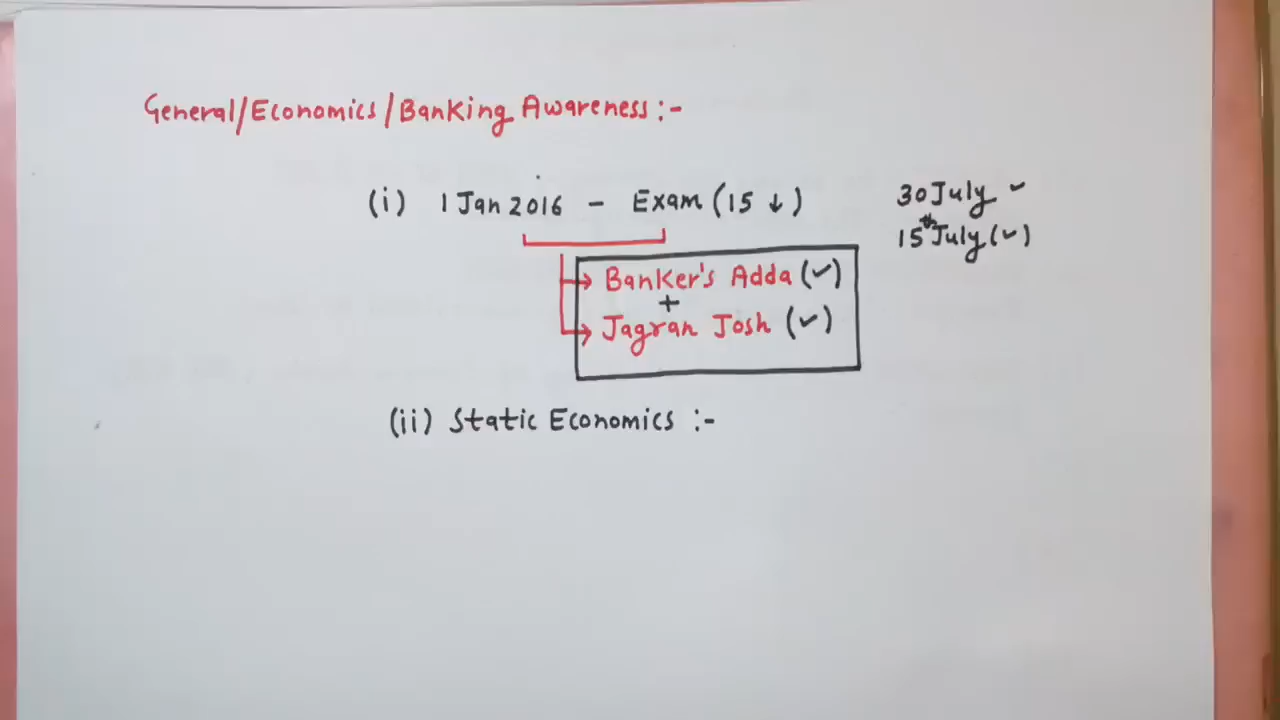 General/Economics/Banking Awareness :-
(i) 1 Jan 2016 - Exam (15 ↓)
30 July ✓
15th July (✓)
→ Banker's Adda (✓)
+
→ Jagran Josh (✓)
(ii) Static Economics :-